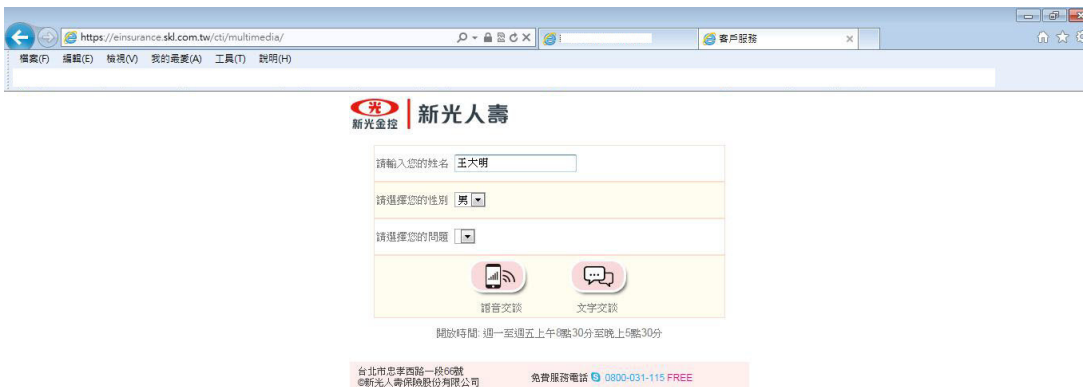 https://einsurance.skl.com.tw/cti/multimedia/
客戶服務
檔案(F) 編輯(E) 檢視(V) 我的最愛(A) 工具(T) 說明(H)
光
新光金控
新光人壽
請輸入您的姓名 王大明
請選擇您的性別 男
請選擇您的問題
語音交談 文字交談
開放時間: 週一至週五上午8點30分至晚上5點30分
台北市忠孝西路一段66號
©新光人壽保險股份有限公司
免費服務電話 0800-031-115 FREE